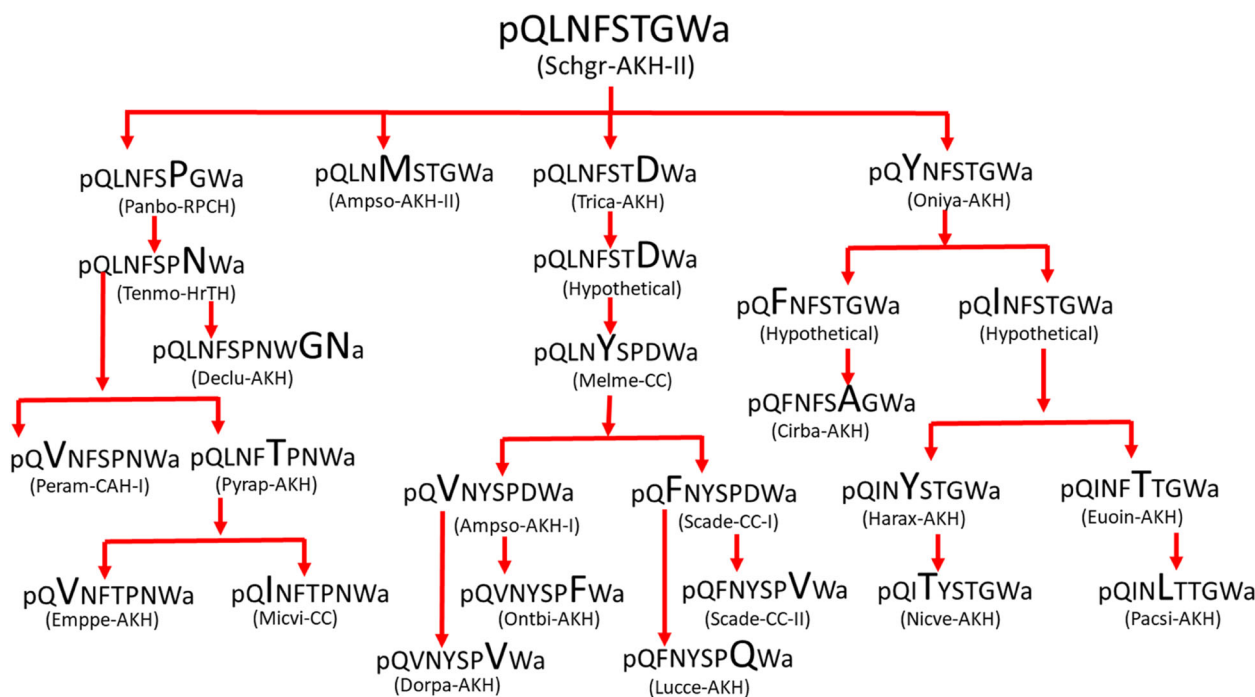 pQLNFSTGWa
(Schgr-AKH-II)
pQLNFSPGWa
(Panbo-RPCH)
pQLNMSTGWa
(Ampso-AKH-II)
pQLNFSTDWa
(Trica-AKH)
pQYNFSTGWa
(Oniya-AKH)
pQLNFSPNWa
(Tenmo-HrTH)
pQLNFSTDWa
(Hypothetical)
pQFNFSTGWa
(Hypothetical)
pQINFSTGWa
(Hypothetical)
pQLNFSPNWGNa
(Declu-AKH)
pQLNYSPDWa
(Melme-CC)
pQFNFSAGWa
(Cirba-AKH)
pQVNFSPNWa
(Peram-CAH-I)
pQLNFTPNWa
(Pyrap-AKH)
pQVNYSPDWa
(Ampso-AKH-I)
pQFNYSPDWa
(Scade-CC-I)
pQINYSTGWa
(Harax-AKH)
pQINFTTGWa
(Euoin-AKH)
pQVNFTPNWa
(Emppe-AKH)
pQINFTPNWa
(Micvi-CC)
pQVNYSPFWa
(Ontbi-AKH)
pQFNYSPVWa
(Scade-CC-II)
pQITYSTGWa
(Nicve-AKH)
pQINLTTGWa
(Pacsi-AKH)
pQVNYSPVWa
(Dorpa-AKH)
pQFNYSPQWa
(Lucce-AKH)